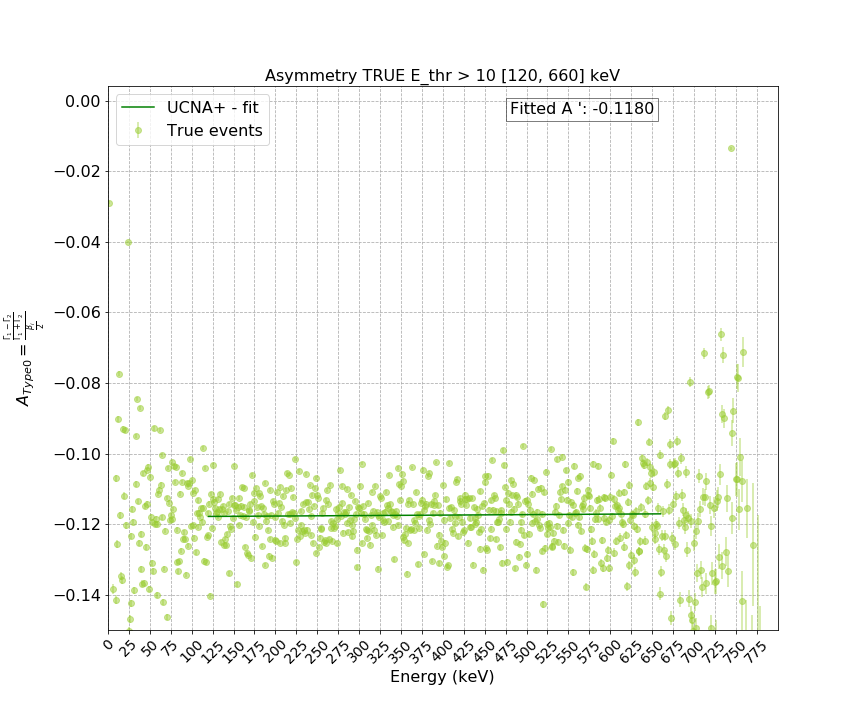 Asymmetry TRUE E_thr > 10 [120, 660] keV
UCNA+ - fit
True events
Fitted A ': -0.1180
0.00
−0.02
−0.04
−0.06
−0.08
−0.10
−0.12
−0.14
0 25 50 75 100 125 150 175 200 225 250 275 300 325 350 375 400 425 450 475 500 525 550 575 600 625 650 675 700 725 750 775
Energy (keV)